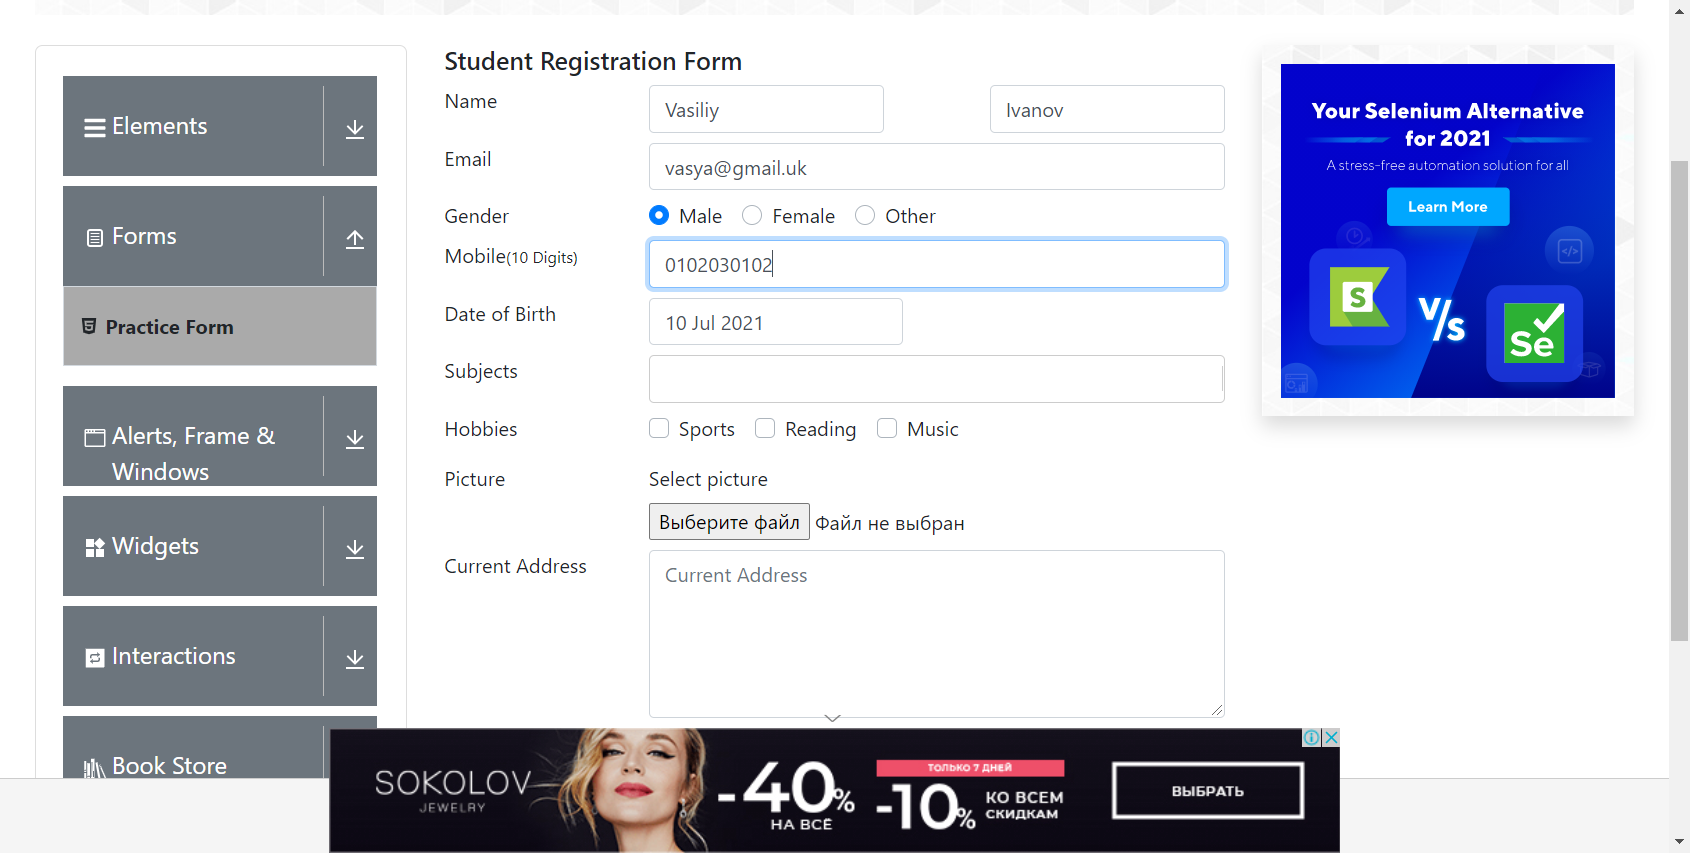 Elements
Forms
Practice Form
Alerts, Frame &
Windows
Widgets
Interactions
Book Store
Student Registration Form
Name
Vasiliy
Ivanov
Email
vasya@gmail.uk
Gender
Male
Female
Other
Mobile(10 Digits)
0102030102
Date of Birth
10 Jul 2021
Subjects
Hobbies
Sports
Reading
Music
Picture
Select picture
Выберите файл
Файл не выбран
Current Address
Current Address
Your Selenium Alternative
for 2021
A stress-free automation solution for all
Learn More
S
V/s
Se
SOKOLOV
JEWELRY
-40%
НА ВСЁ
ТОЛЬКО 7 ДНЕЙ
-10%
КО ВСЕМ
СКИДКАМ
ВЫБРАТЬ